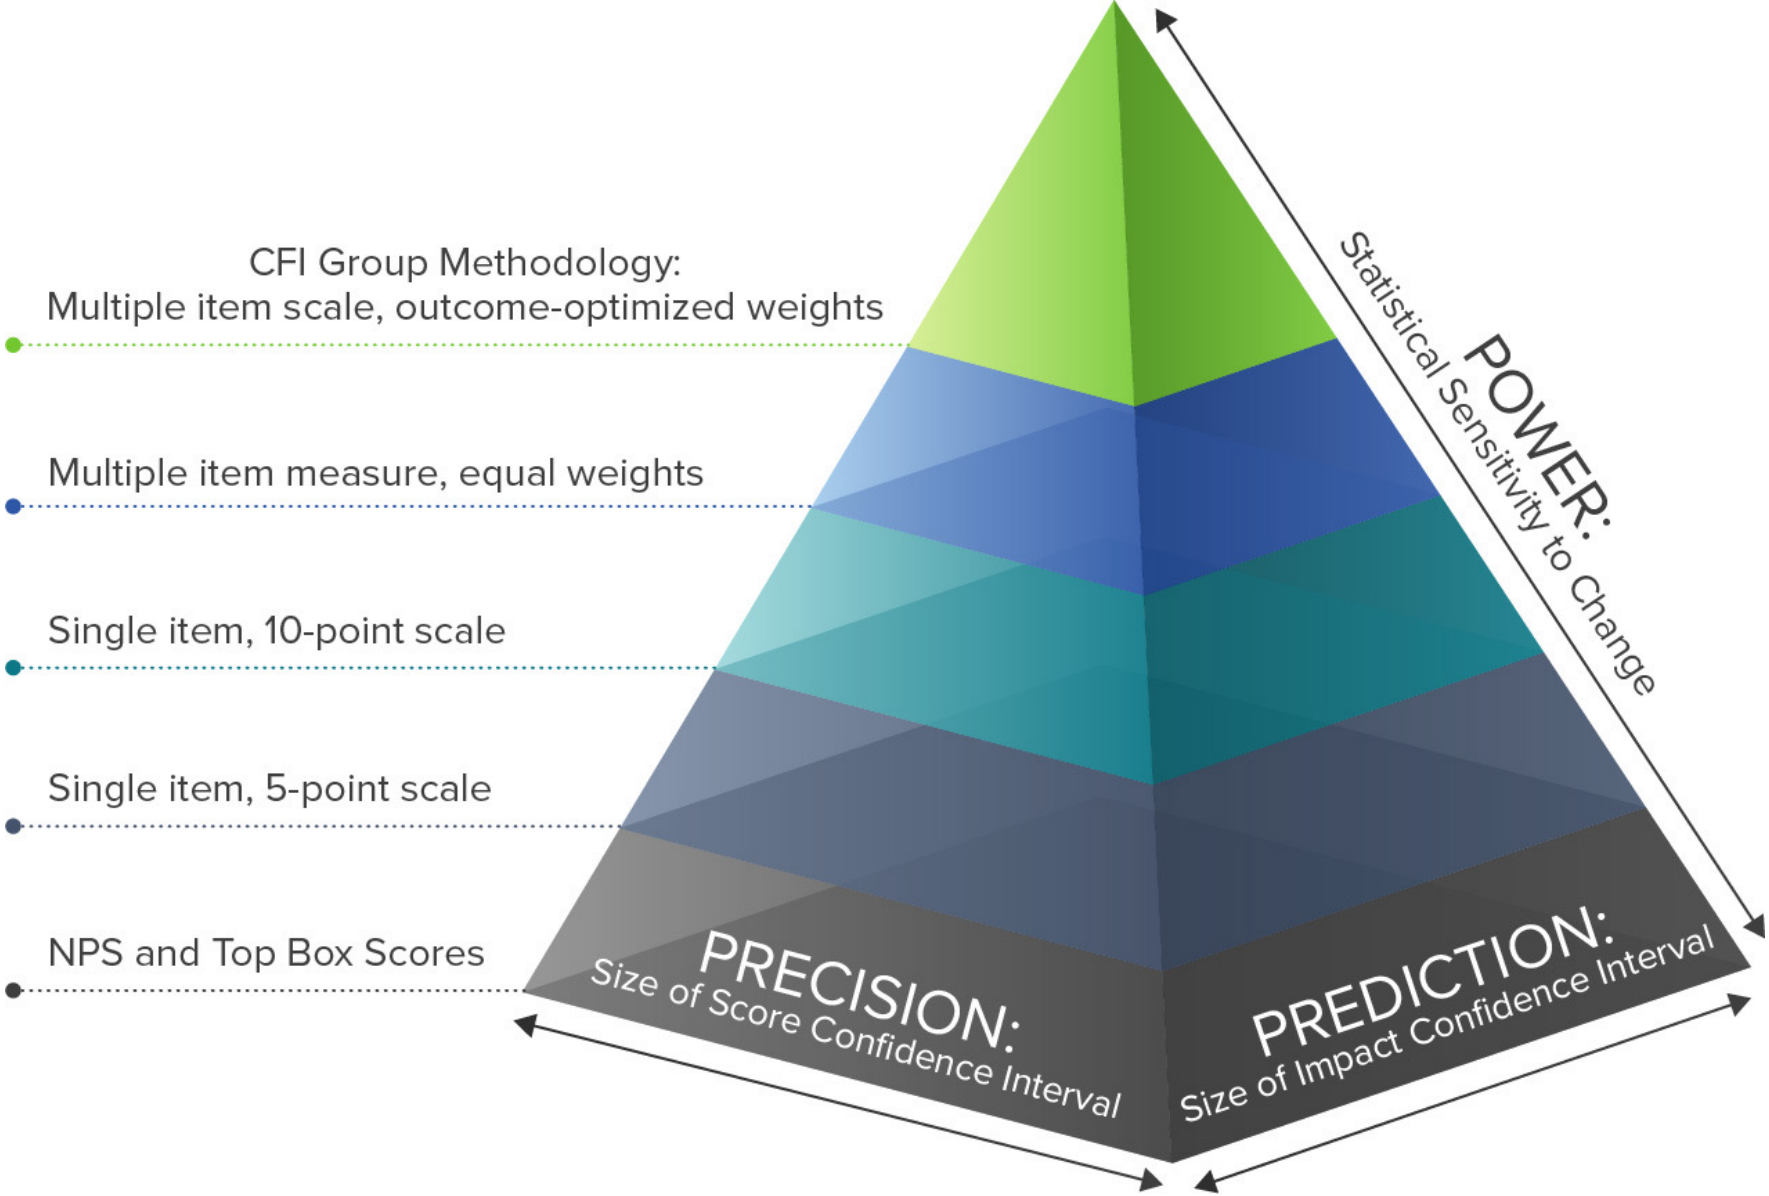 CFI Group Methodology:
Multiple item scale, outcome-optimized weights
Multiple item measure, equal weights
Single item, 10-point scale
Single item, 5-point scale
NPS and Top Box Scores
PRECISION:
Size of Score Confidence Interval
PREDICTION:
Size of Impact Confidence Interval
POWER:
Statistical Sensitivity to Change